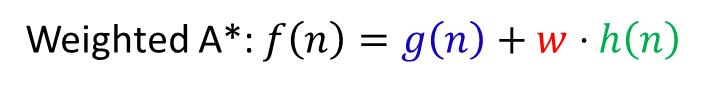 Weighted A*: f(n) = g(n) + w · h(n)